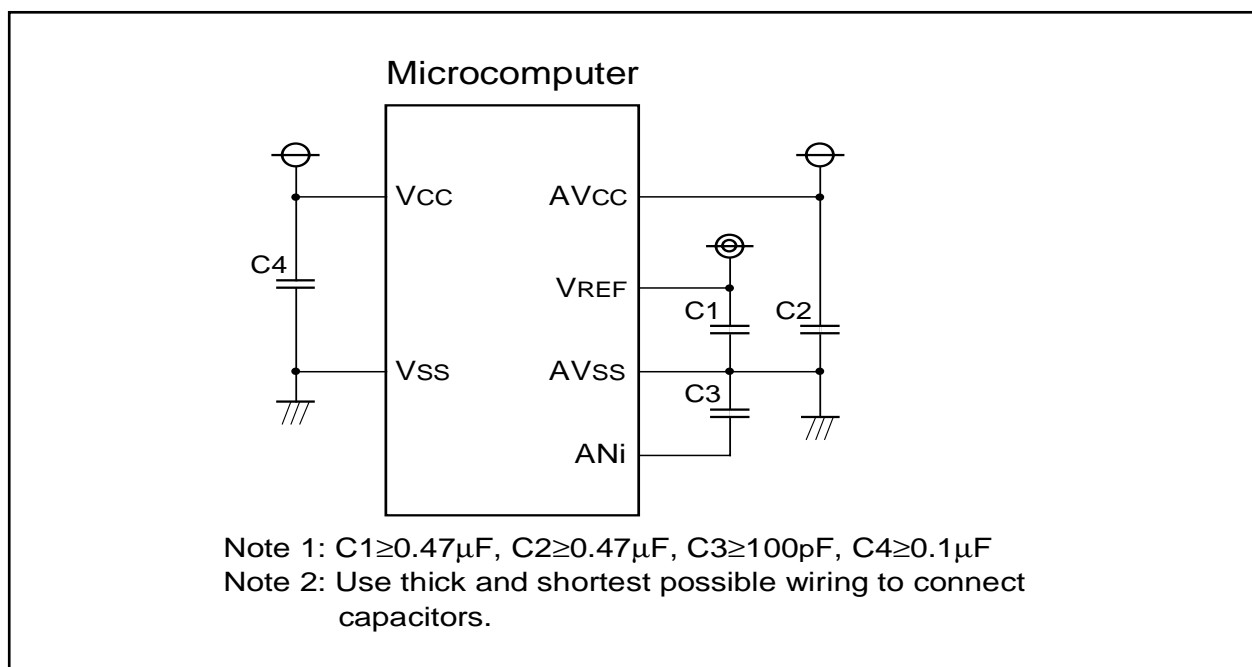 Microcomputer
VCC
AVCC
C4
VREF
C1
C2
VSS
AVSS
C3
ANi
Note 1: C1≥0.47μF, C2≥0.47μF, C3≥100pF, C4≥0.1μF
Note 2: Use thick and shortest possible wiring to connect
capacitors.